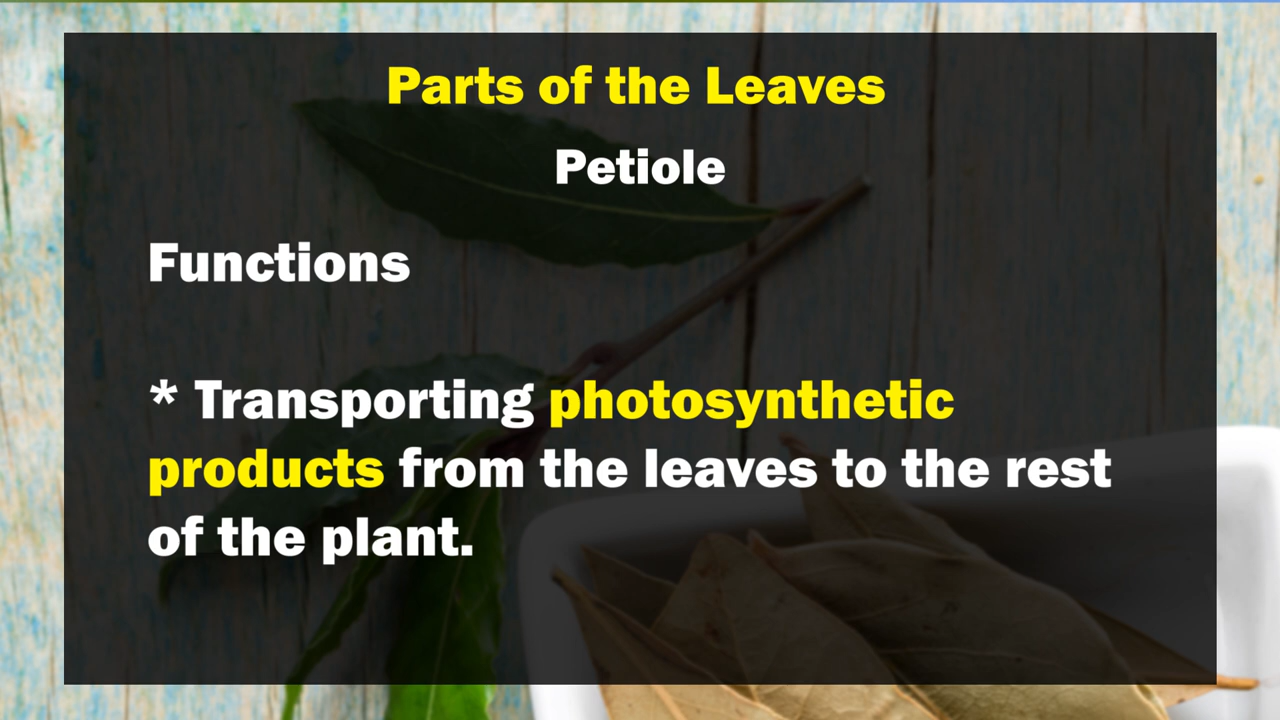 Parts of the Leaves
Petiole
Functions
* Transporting photosynthetic
products from the leaves to the rest
of the plant.